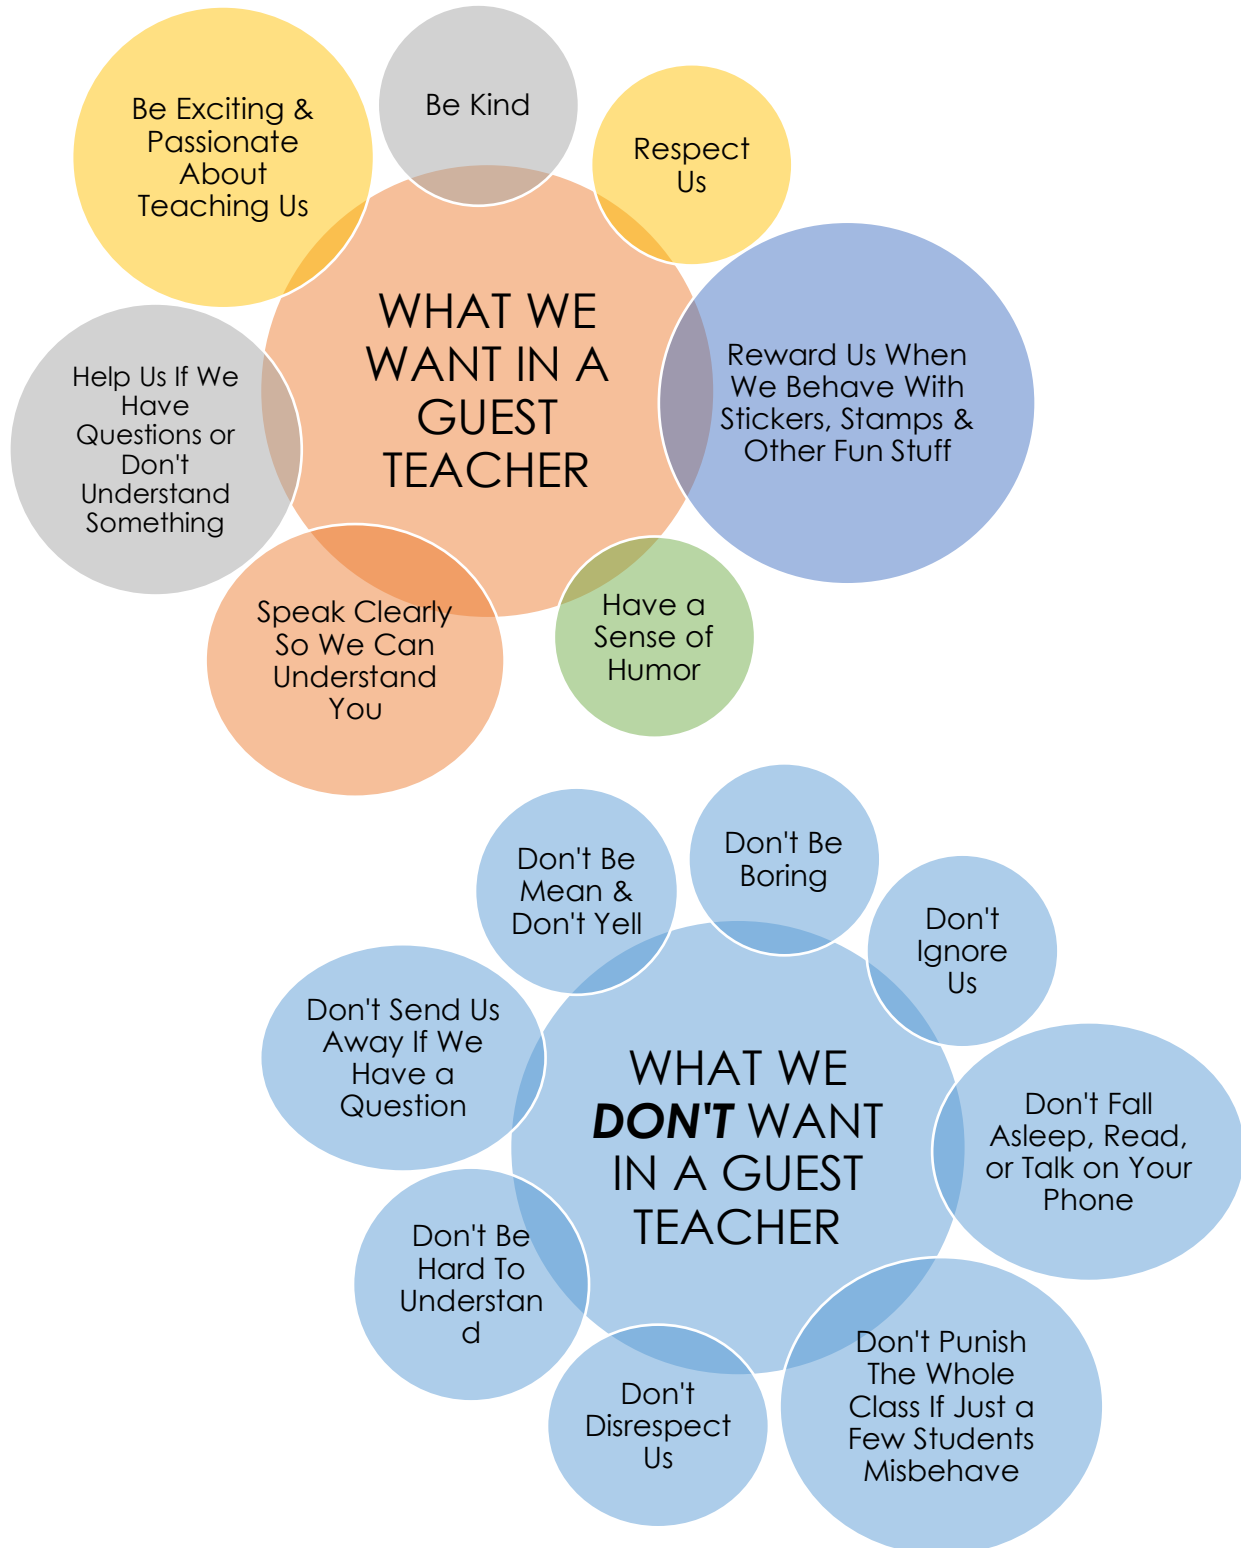 Be Exciting &
Passionate
About
Teaching Us
Be Kind
Respect
Us
WHAT WE
WANT IN A
GUEST
TEACHER
Reward Us When
We Behave With
Stickers, Stamps &
Other Fun Stuff
Help Us If We
Have
Questions or
Don't
Understand
Something
Speak Clearly
So We Can
Understand
You
Have a
Sense of
Humor
Don't Be
Mean &
Don't Yell
Don't Be
Boring
Don't
Ignore
Us
Don't Send Us
Away If We
Have a
Question
WHAT WE
DON'T WANT
IN A GUEST
TEACHER
Don't Fall
Asleep, Read,
or Talk on Your
Phone
Don't Be
Hard To
Understan
d
Don't
Disrespect
Us
Don't Punish
The Whole
Class If Just a
Few Students
Misbehave